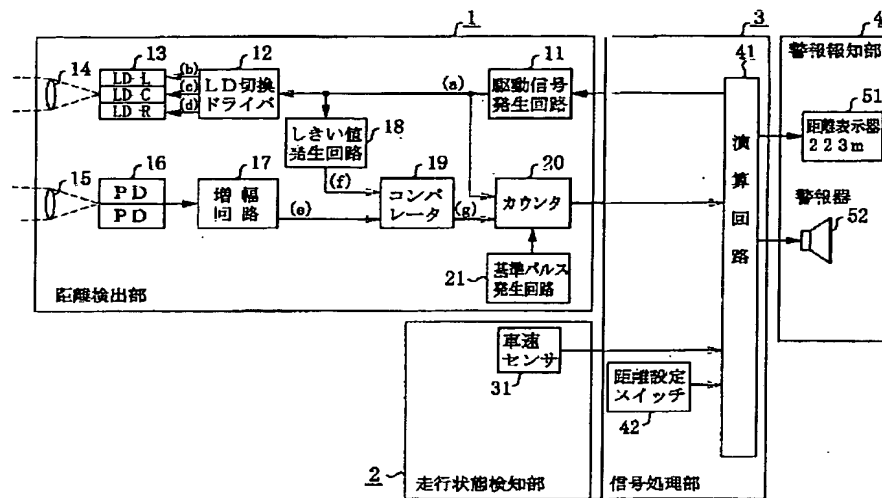 1
3
4
13
12
11
41
警報報知部
14
LD L
LD C
LD R
(b)
(c)
(d)
LD切換
ドライバ
(a)
駆動信号
発生回路
51
距離表示器
223m
しきい値
発生回路
18
演算回路
15
16
PD
PD
17
増幅
回路
(e)
(f)
19
コンパ
レータ
(g)
20
カウンタ
警報器
52
21
基準パルス
発生回路
距離検出部
車速
センサ
31
距離設定
スイッチ
42
2
走行状態検知部
信号処理部